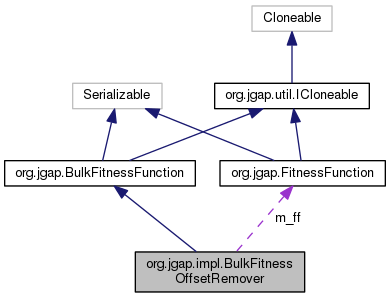 Cloneable
Serializable
org.jgap.util.ICloneable
org.jgap.BulkFitnessFunction
org.jgap.FitnessFunction
m_ff
org.jgap.impl.BulkFitness
OffsetRemover